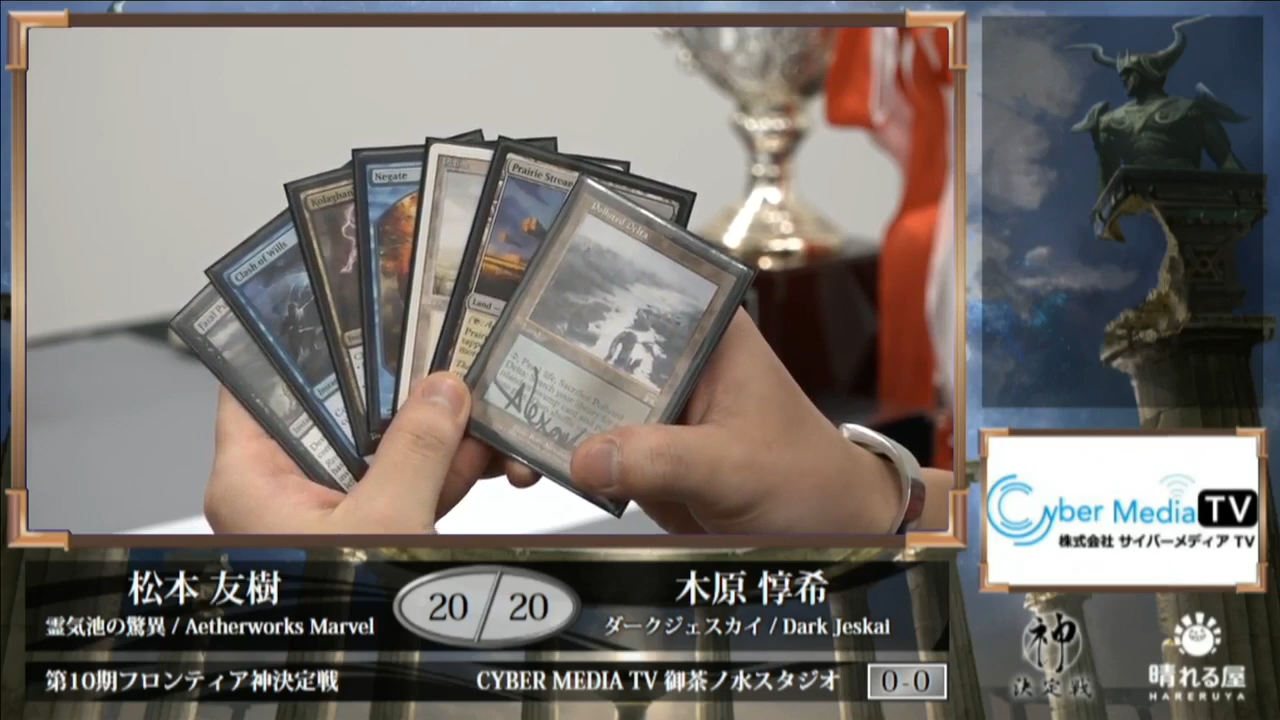 Fatal P
Clash of Wills
Kolaghan
Negate
Plains
Prairie Stream
Land —
Polluted Delta
Cyber Media TV
株式会社 サイバーメディア TV
松本 友樹
20 / 20
木原 惇希
霊気池の驚異 / Aetherworks Marvel
ダークジェスカイ / Dark Jeskai
第10期フロンティア神決定戦
CYBER MEDIA TV 御茶ノ水スタジオ
0-0
神
決定戦
晴れる屋
HARERUYA